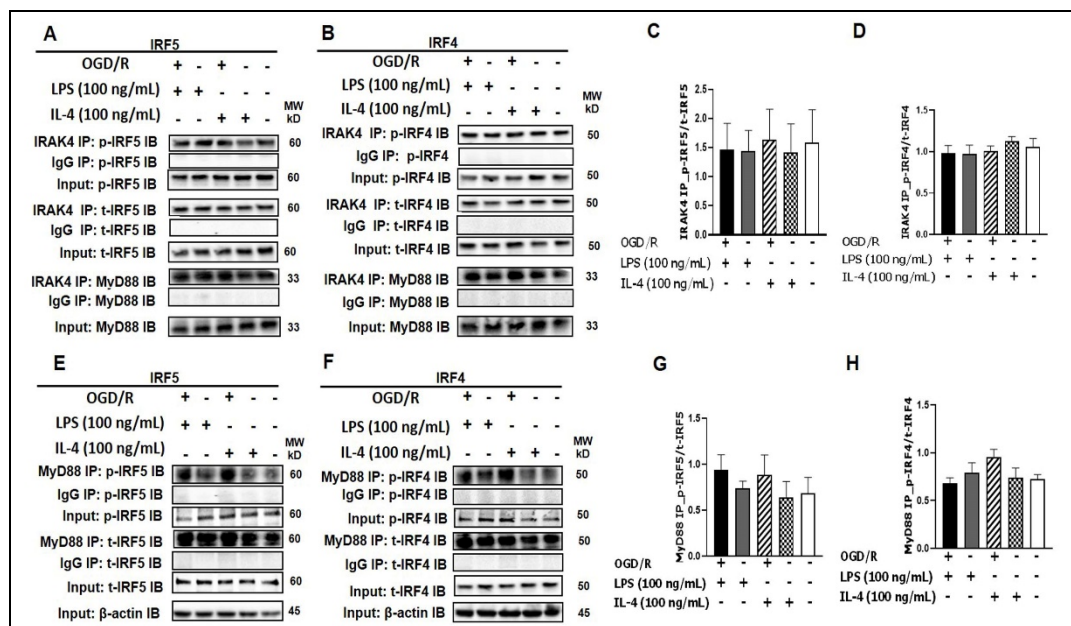 A
IRF5
OGD/R + - + - -
LPS (100 ng/mL) + + - - -
IL-4 (100 ng/mL) - - + + -
MW
kD
IRAK4 IP: p-IRF5 IB 60
IgG IP: p-IRF5 IB
Input: p-IRF5 IB 60
IRAK4 IP: t-IRF5 IB 60
IgG IP: t-IRF5 IB
Input: t-IRF5 IB 60
IRAK4 IP: MyD88 IB 33
IgG IP: MyD88 IB
Input: MyD88 IB 33
B
IRF4
OGD/R + - + - -
LPS (100 ng/mL) + + - - -
IL-4 (100 ng/mL) - - + + -
MW
kD
IRAK4 IP: p-IRF4 IB 50
IgG IP: p-IRF4
Input: p-IRF4 IB 50
IRAK4 IP: t-IRF4 IB 50
IgG IP: t-IRF4 IB
Input: t-IRF4 IB 50
IRAK4 IP: MyD88 IB 33
IgG IP: MyD88 IB
Input: MyD88 IB 33
C
IRAK4 IP_p-IRF5/t-IRF5
2.5
2.0
1.5
1.0
0.5
0.0
OGD/R + - + - -
LPS (100 ng/mL) + + - - -
IL-4 (100 ng/mL) - - + + -
D
IRAK4 IP_p-IRF4/t-IRF4
1.5
1.0
0.5
0.0
OGD/R + - + - -
LPS (100 ng/mL) + + - - -
IL-4 (100 ng/mL) - - + + -
E
IRF5
OGD/R + - + - -
LPS (100 ng/mL) + + - - -
IL-4 (100 ng/mL) - - + + -
MW
kD
MyD88 IP: p-IRF5 IB 60
IgG IP: p-IRF5 IB
Input: p-IRF5 IB 60
MyD88 IP: t-IRF5 IB 60
IgG IP: t-IRF5 IB
Input: t-IRF5 IB 60
Input: β-actin IB 45
F
IRF4
OGD/R + - + - -
LPS (100 ng/mL) + + - - -
IL-4 (100 ng/mL) - - + + -
MW
kD
MyD88 IP: p-IRF4 IB 50
IgG IP: p-IRF4 IB
Input: p-IRF4 IB 50
MyD88 IP: t-IRF4 IB 50
IgG IP: t-IRF4 IB
Input: t-IRF4 IB 50
Input: β-actin IB 45
G
MyD88 IP_p-IRF5/t-IRF5
1.5
1.0
0.5
0.0
OGD/R + - + - -
LPS (100 ng/mL) + + - - -
IL-4 (100 ng/mL) - - + + -
H
MyD88 IP_p-IRF4/t-IRF4
1.5
1.0
0.5
0.0
OGD/R + - + - -
LPS (100 ng/mL) + + - - -
IL-4 (100 ng/mL) - - + + -